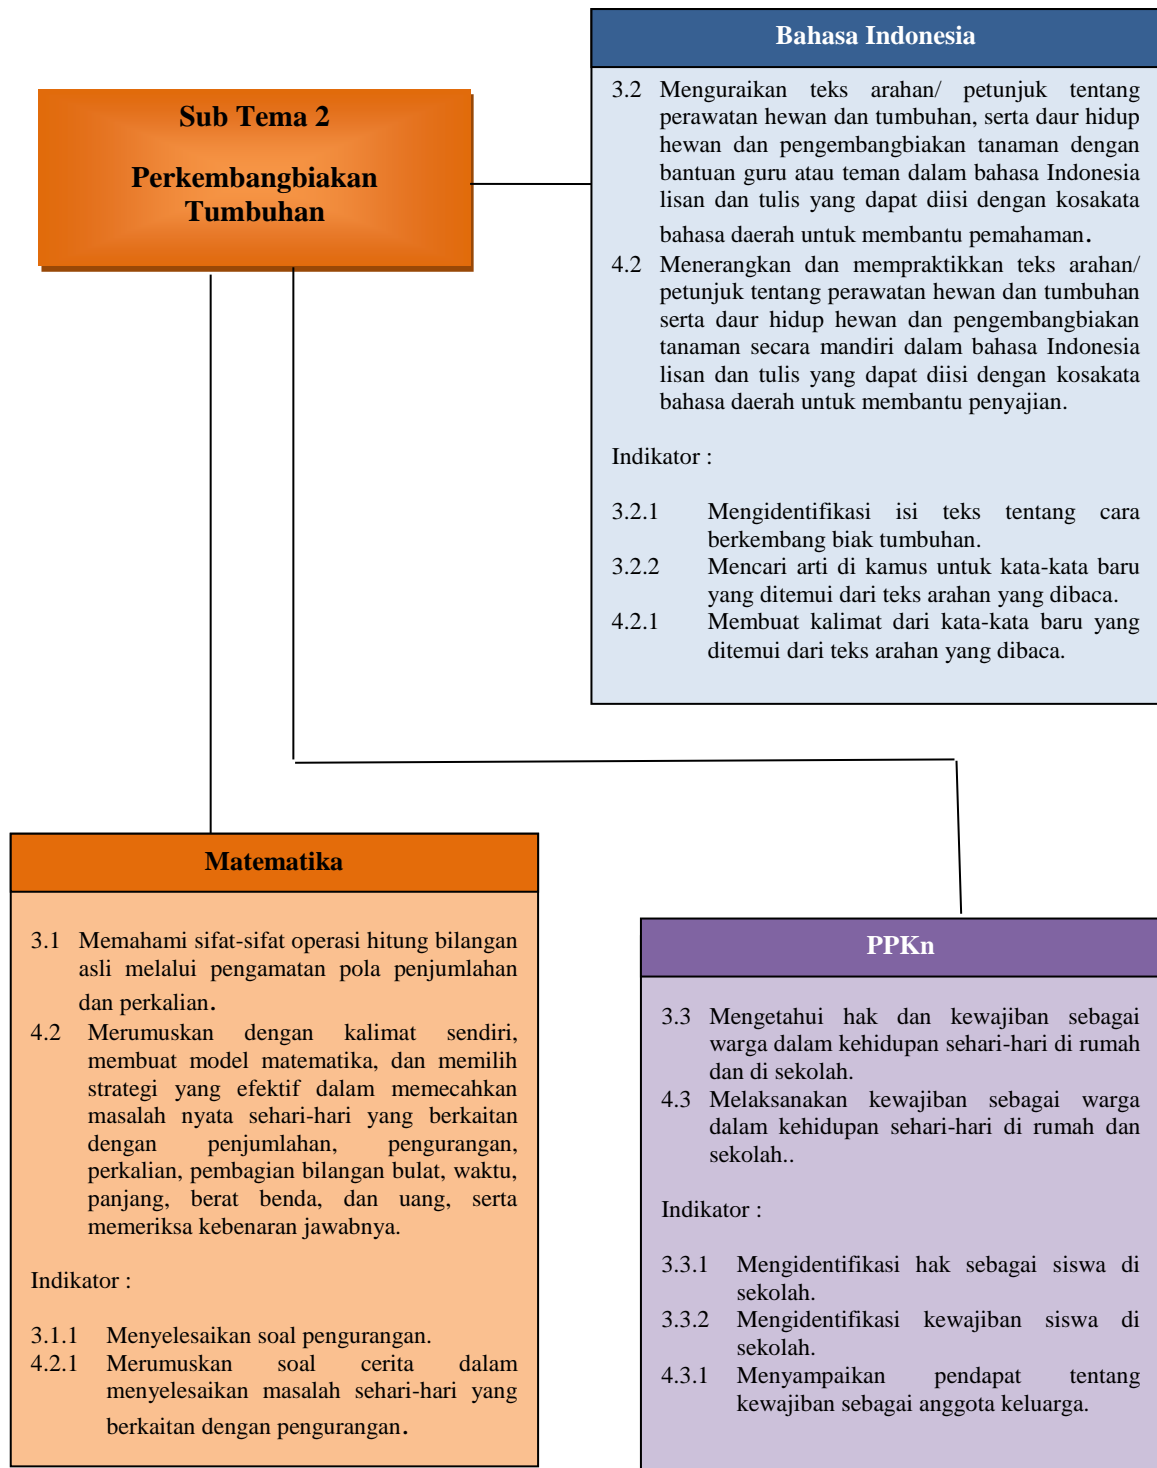 Sub Tema 2
Perkembangbiakan
Tumbuhan
Bahasa Indonesia
3.2 Menguraikan teks arahan/ petunjuk tentang
perawatan hewan dan tumbuhan, serta daur hidup
hewan dan pengembangbiakan tanaman dengan
bantuan guru atau teman dalam bahasa Indonesia
lisan dan tulis yang dapat diisi dengan kosakata
bahasa daerah untuk membantu pemahaman.
4.2 Menerangkan dan mempraktikkan teks arahan/
petunjuk tentang perawatan hewan dan tumbuhan
serta daur hidup hewan dan pengembangbiakan
tanaman secara mandiri dalam bahasa Indonesia
lisan dan tulis yang dapat diisi dengan kosakata
bahasa daerah untuk membantu penyajian.
Indikator :
3.2.1 Mengidentifikasi isi teks tentang cara
berkembang biak tumbuhan.
3.2.2 Mencari arti di kamus untuk kata-kata baru
yang ditemui dari teks arahan yang dibaca.
4.2.1 Membuat kalimat dari kata-kata baru yang
ditemui dari teks arahan yang dibaca.
Matematika
3.1 Memahami sifat-sifat operasi hitung bilangan
asli melalui pengamatan pola penjumlahan
dan perkalian.
4.2 Merumuskan dengan kalimat sendiri,
membuat model matematika, dan memilih
strategi yang efektif dalam memecahkan
masalah nyata sehari-hari yang berkaitan
dengan penjumlahan, pengurangan,
perkalian, pembagian bilangan bulat, waktu,
panjang, berat benda, dan uang, serta
memeriksa kebenaran jawabnya.
Indikator :
3.1.1 Menyelesaikan soal pengurangan.
4.2.1 Merumuskan soal cerita dalam
menyelesaikan masalah sehari-hari yang
berkaitan dengan pengurangan.
PPKn
3.3 Mengetahui hak dan kewajiban sebagai
warga dalam kehidupan sehari-hari di rumah
dan di sekolah.
4.3 Melaksanakan kewajiban sebagai warga
dalam kehidupan sehari-hari di rumah dan
sekolah..
Indikator :
3.3.1 Mengidentifikasi hak sebagai siswa di
sekolah.
3.3.2 Mengidentifikasi kewajiban siswa di
sekolah.
4.3.1 Menyampaikan pendapat tentang
kewajiban sebagai anggota keluarga.